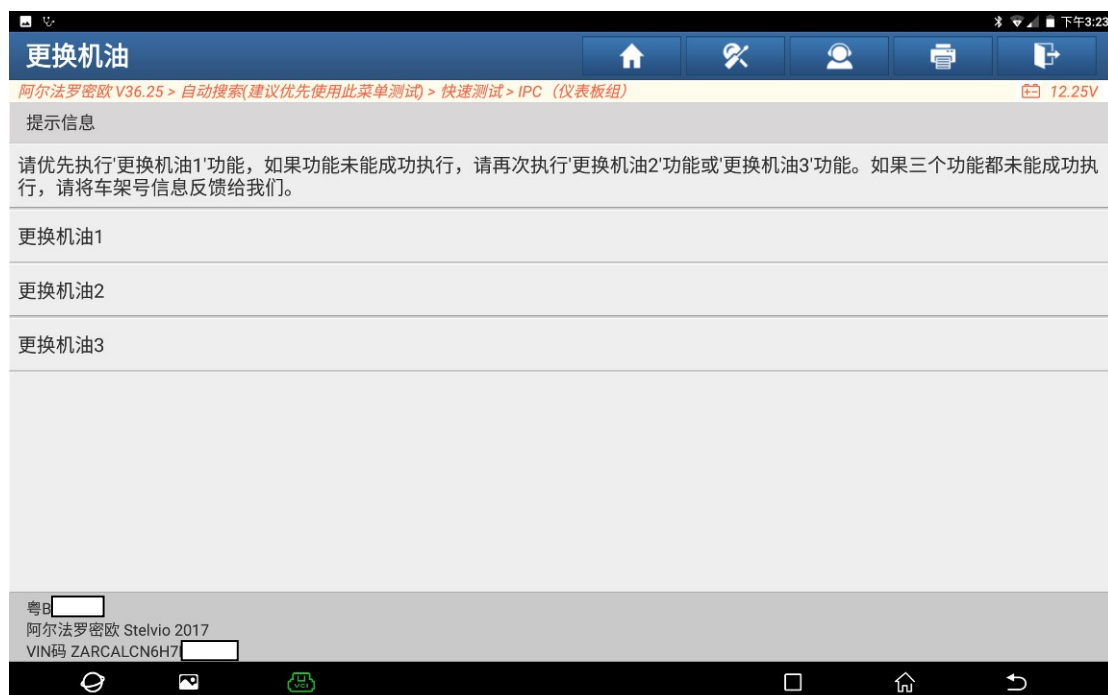 下午3:23
更换机油
阿尔法罗密欧 V36.25 > 自动搜索(建议优先使用此菜单测试) > 快速测试 > IPC（仪表板组） 12.25V
提示信息
请优先执行'更换机油1'功能，如果功能未能成功执行，请再次执行'更换机油2'功能或'更换机油3'功能。如果三个功能都未能成功执
行，请将车架号信息反馈给我们。
更换机油1
更换机油2
更换机油3
粤B
阿尔法罗密欧 Stelvio 2017
VIN码 ZARCALCN6H7
VCI